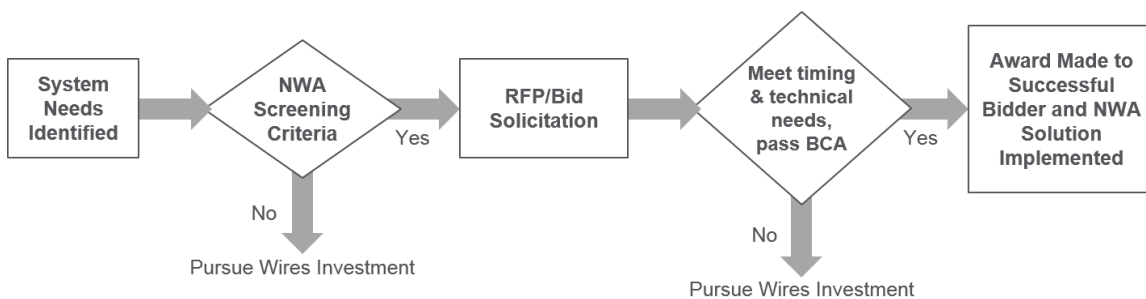 System
Needs
Identified
NWA
Screening
Criteria
Yes
No
Pursue Wires Investment
RFP/Bid
Solicitation
Meet timing
& technical
needs,
pass BCA
Yes
No
Pursue Wires Investment
Award Made to
Successful
Bidder and NWA
Solution
Implemented